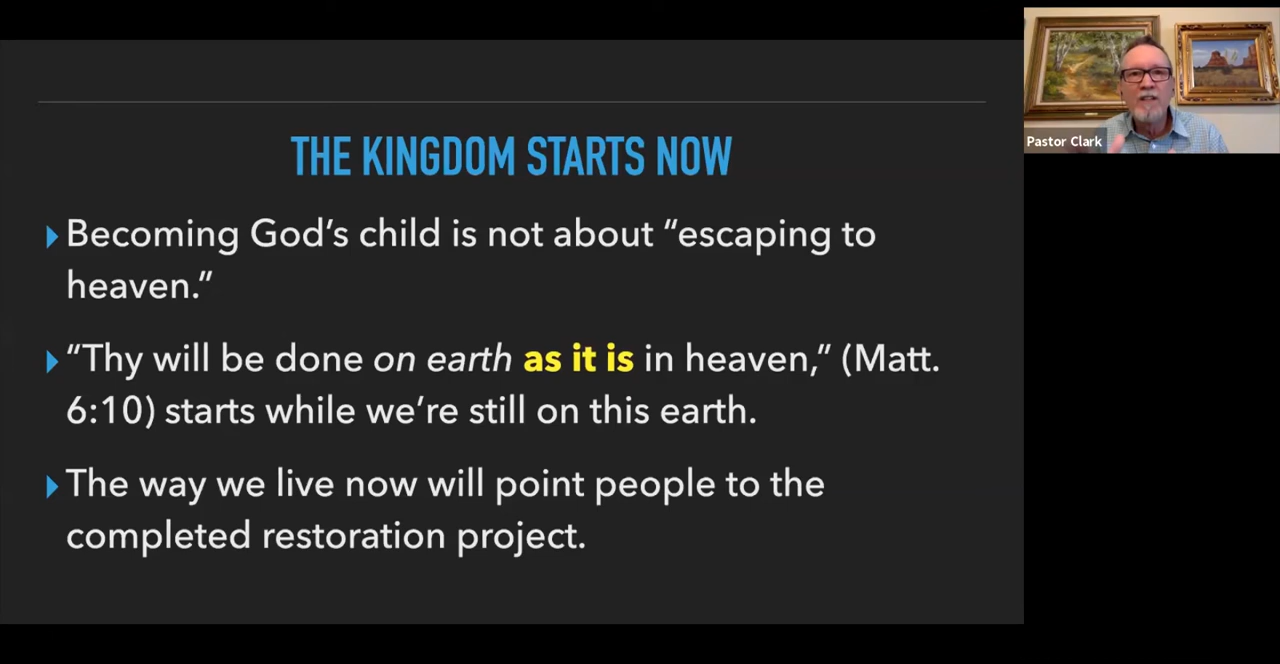 THE KINGDOM STARTS NOW
Becoming God’s child is not about “escaping to
heaven.”
“Thy will be done on earth as it is in heaven,” (Matt.
6:10) starts while we’re still on this earth.
The way we live now will point people to the
completed restoration project.
Pastor Clark